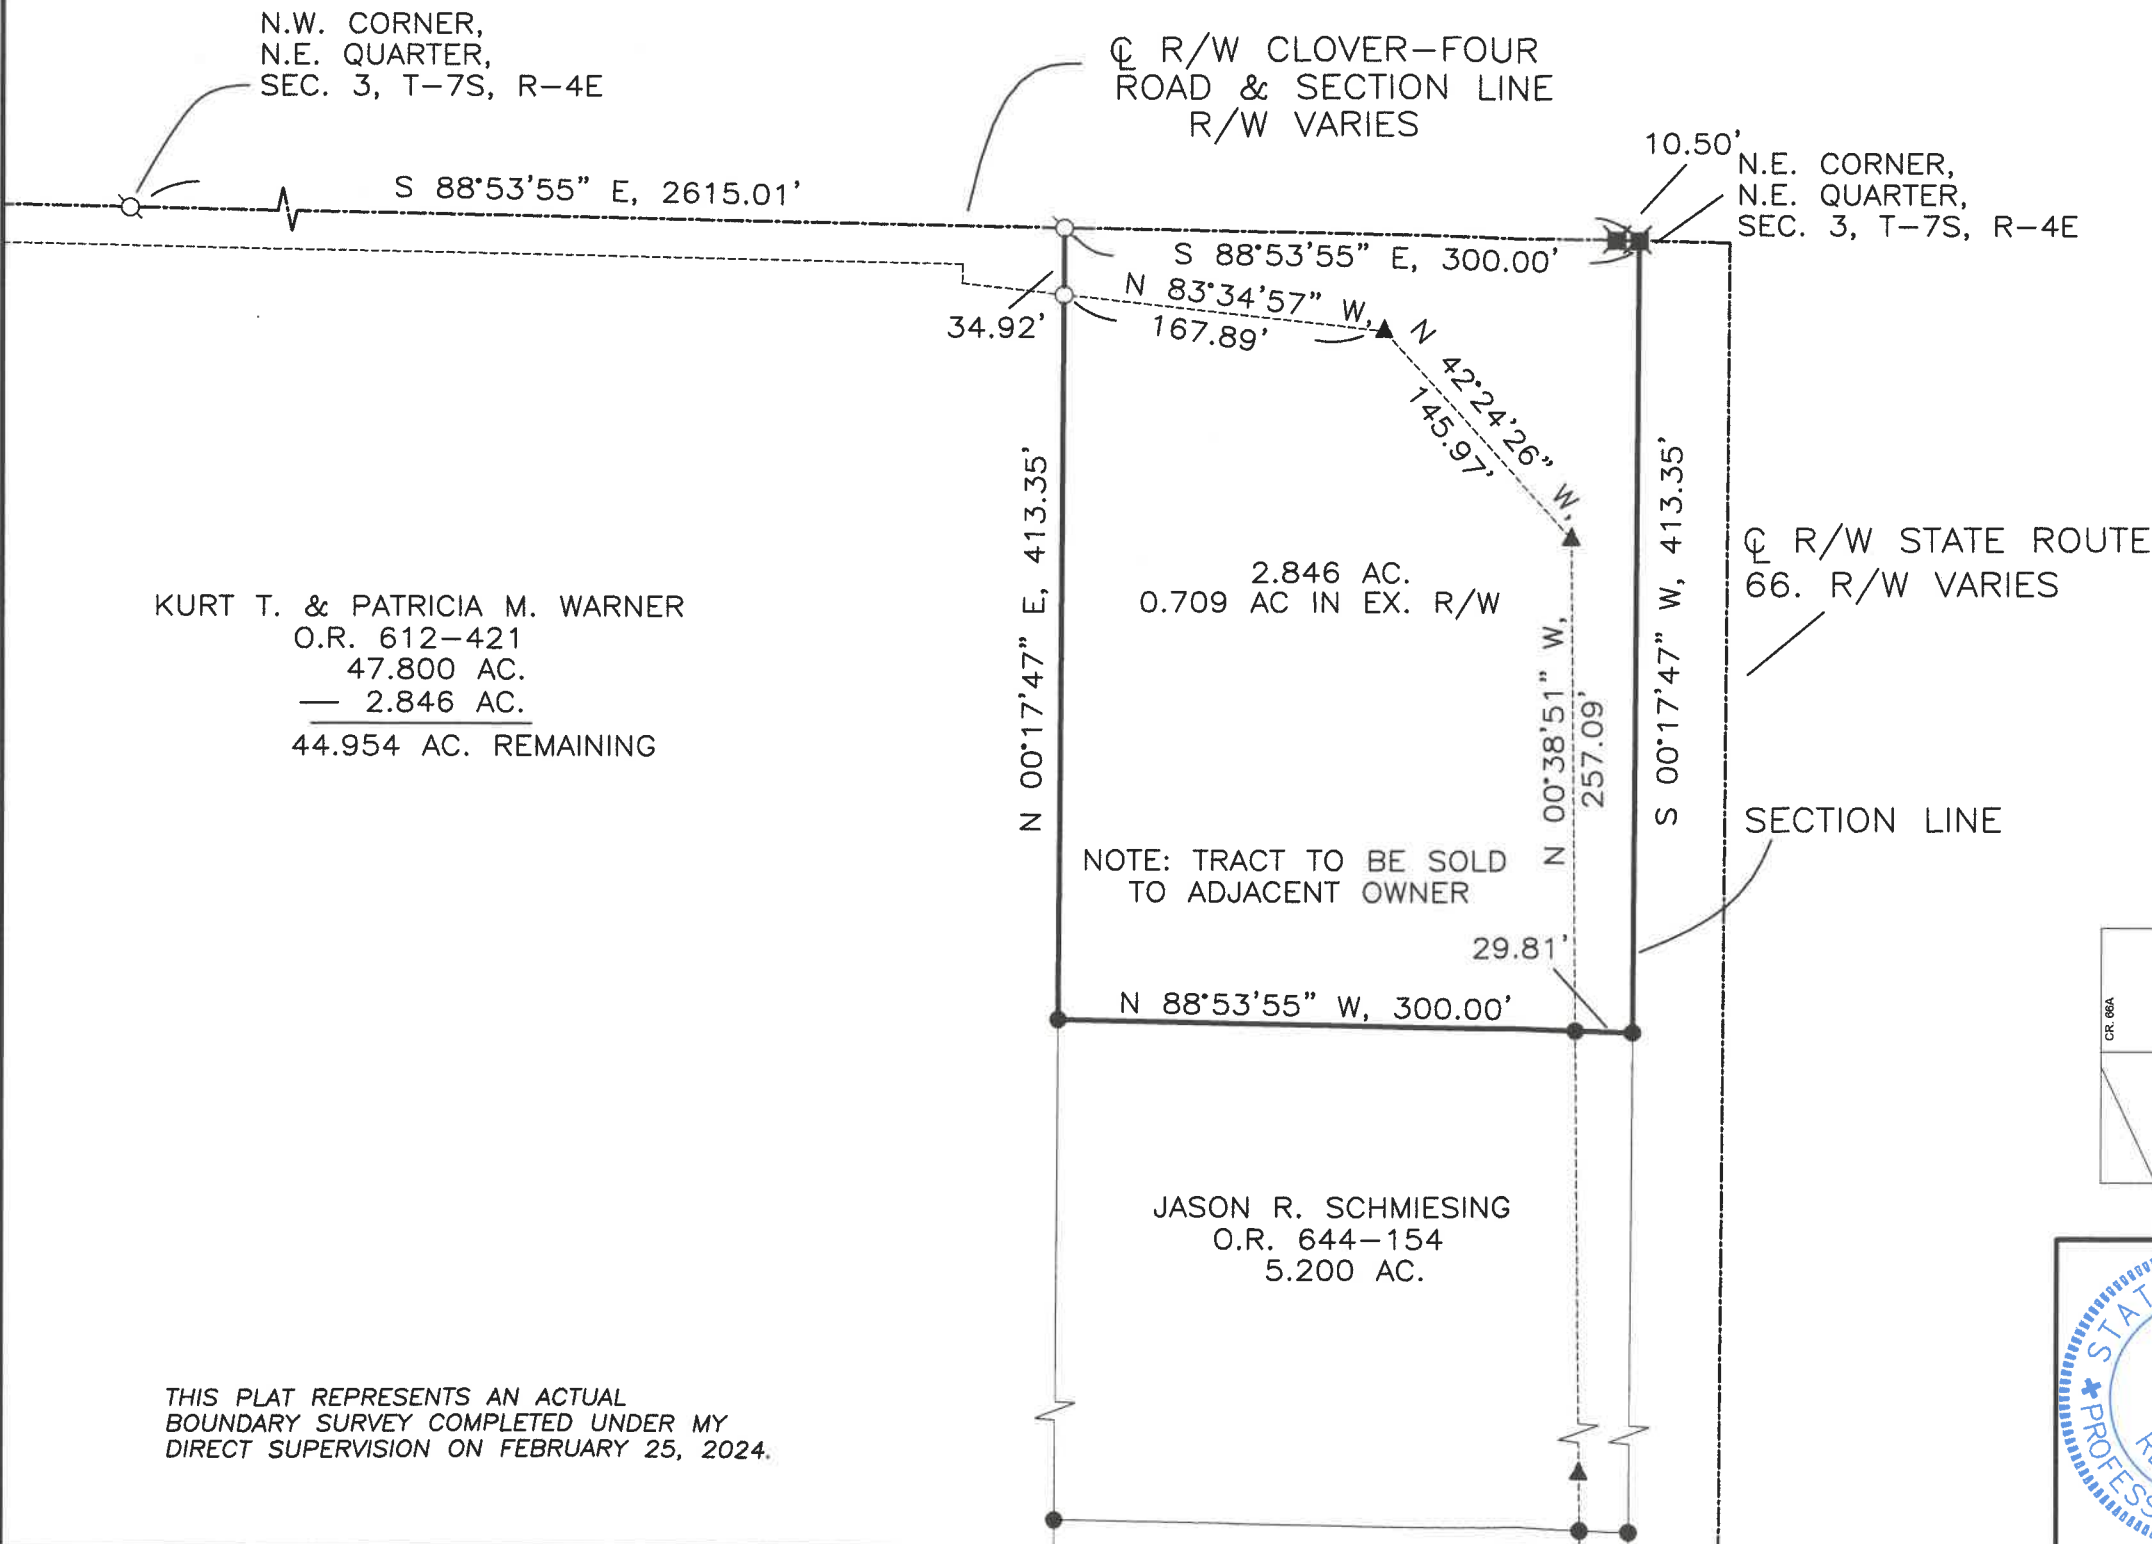 N.W. CORNER,
N.E. QUARTER,
SEC. 3, T-7S, R-4E
℄ R/W CLOVER-FOUR
ROAD & SECTION LINE
R/W VARIES
10.50'
N.E. CORNER,
N.E. QUARTER,
SEC. 3, T-7S, R-4E
S 88°53'55" E, 2615.01'
S 88°53'55" E, 300.00'
N 83°34'57" W,
167.89'
34.92'
N 42°24'26" W,
145.97'
N 00°17'47" E, 413.35'
S 00°17'47" W, 413.35'
℄ R/W STATE ROUTE
66. R/W VARIES
2.846 AC.
0.709 AC IN EX. R/W
KURT T. & PATRICIA M. WARNER
O.R. 612-421
47.800 AC.
— 2.846 AC.
44.954 AC. REMAINING
N 00°38'51" W,
257.09'
SECTION LINE
NOTE: TRACT TO BE SOLD
TO ADJACENT OWNER
29.81'
N 88°53'55" W, 300.00'
CR. 66A
JASON R. SCHMIESING
O.R. 644-154
5.200 AC.
THIS PLAT REPRESENTS AN ACTUAL
BOUNDARY SURVEY COMPLETED UNDER MY
DIRECT SUPERVISION ON FEBRUARY 25, 2024.